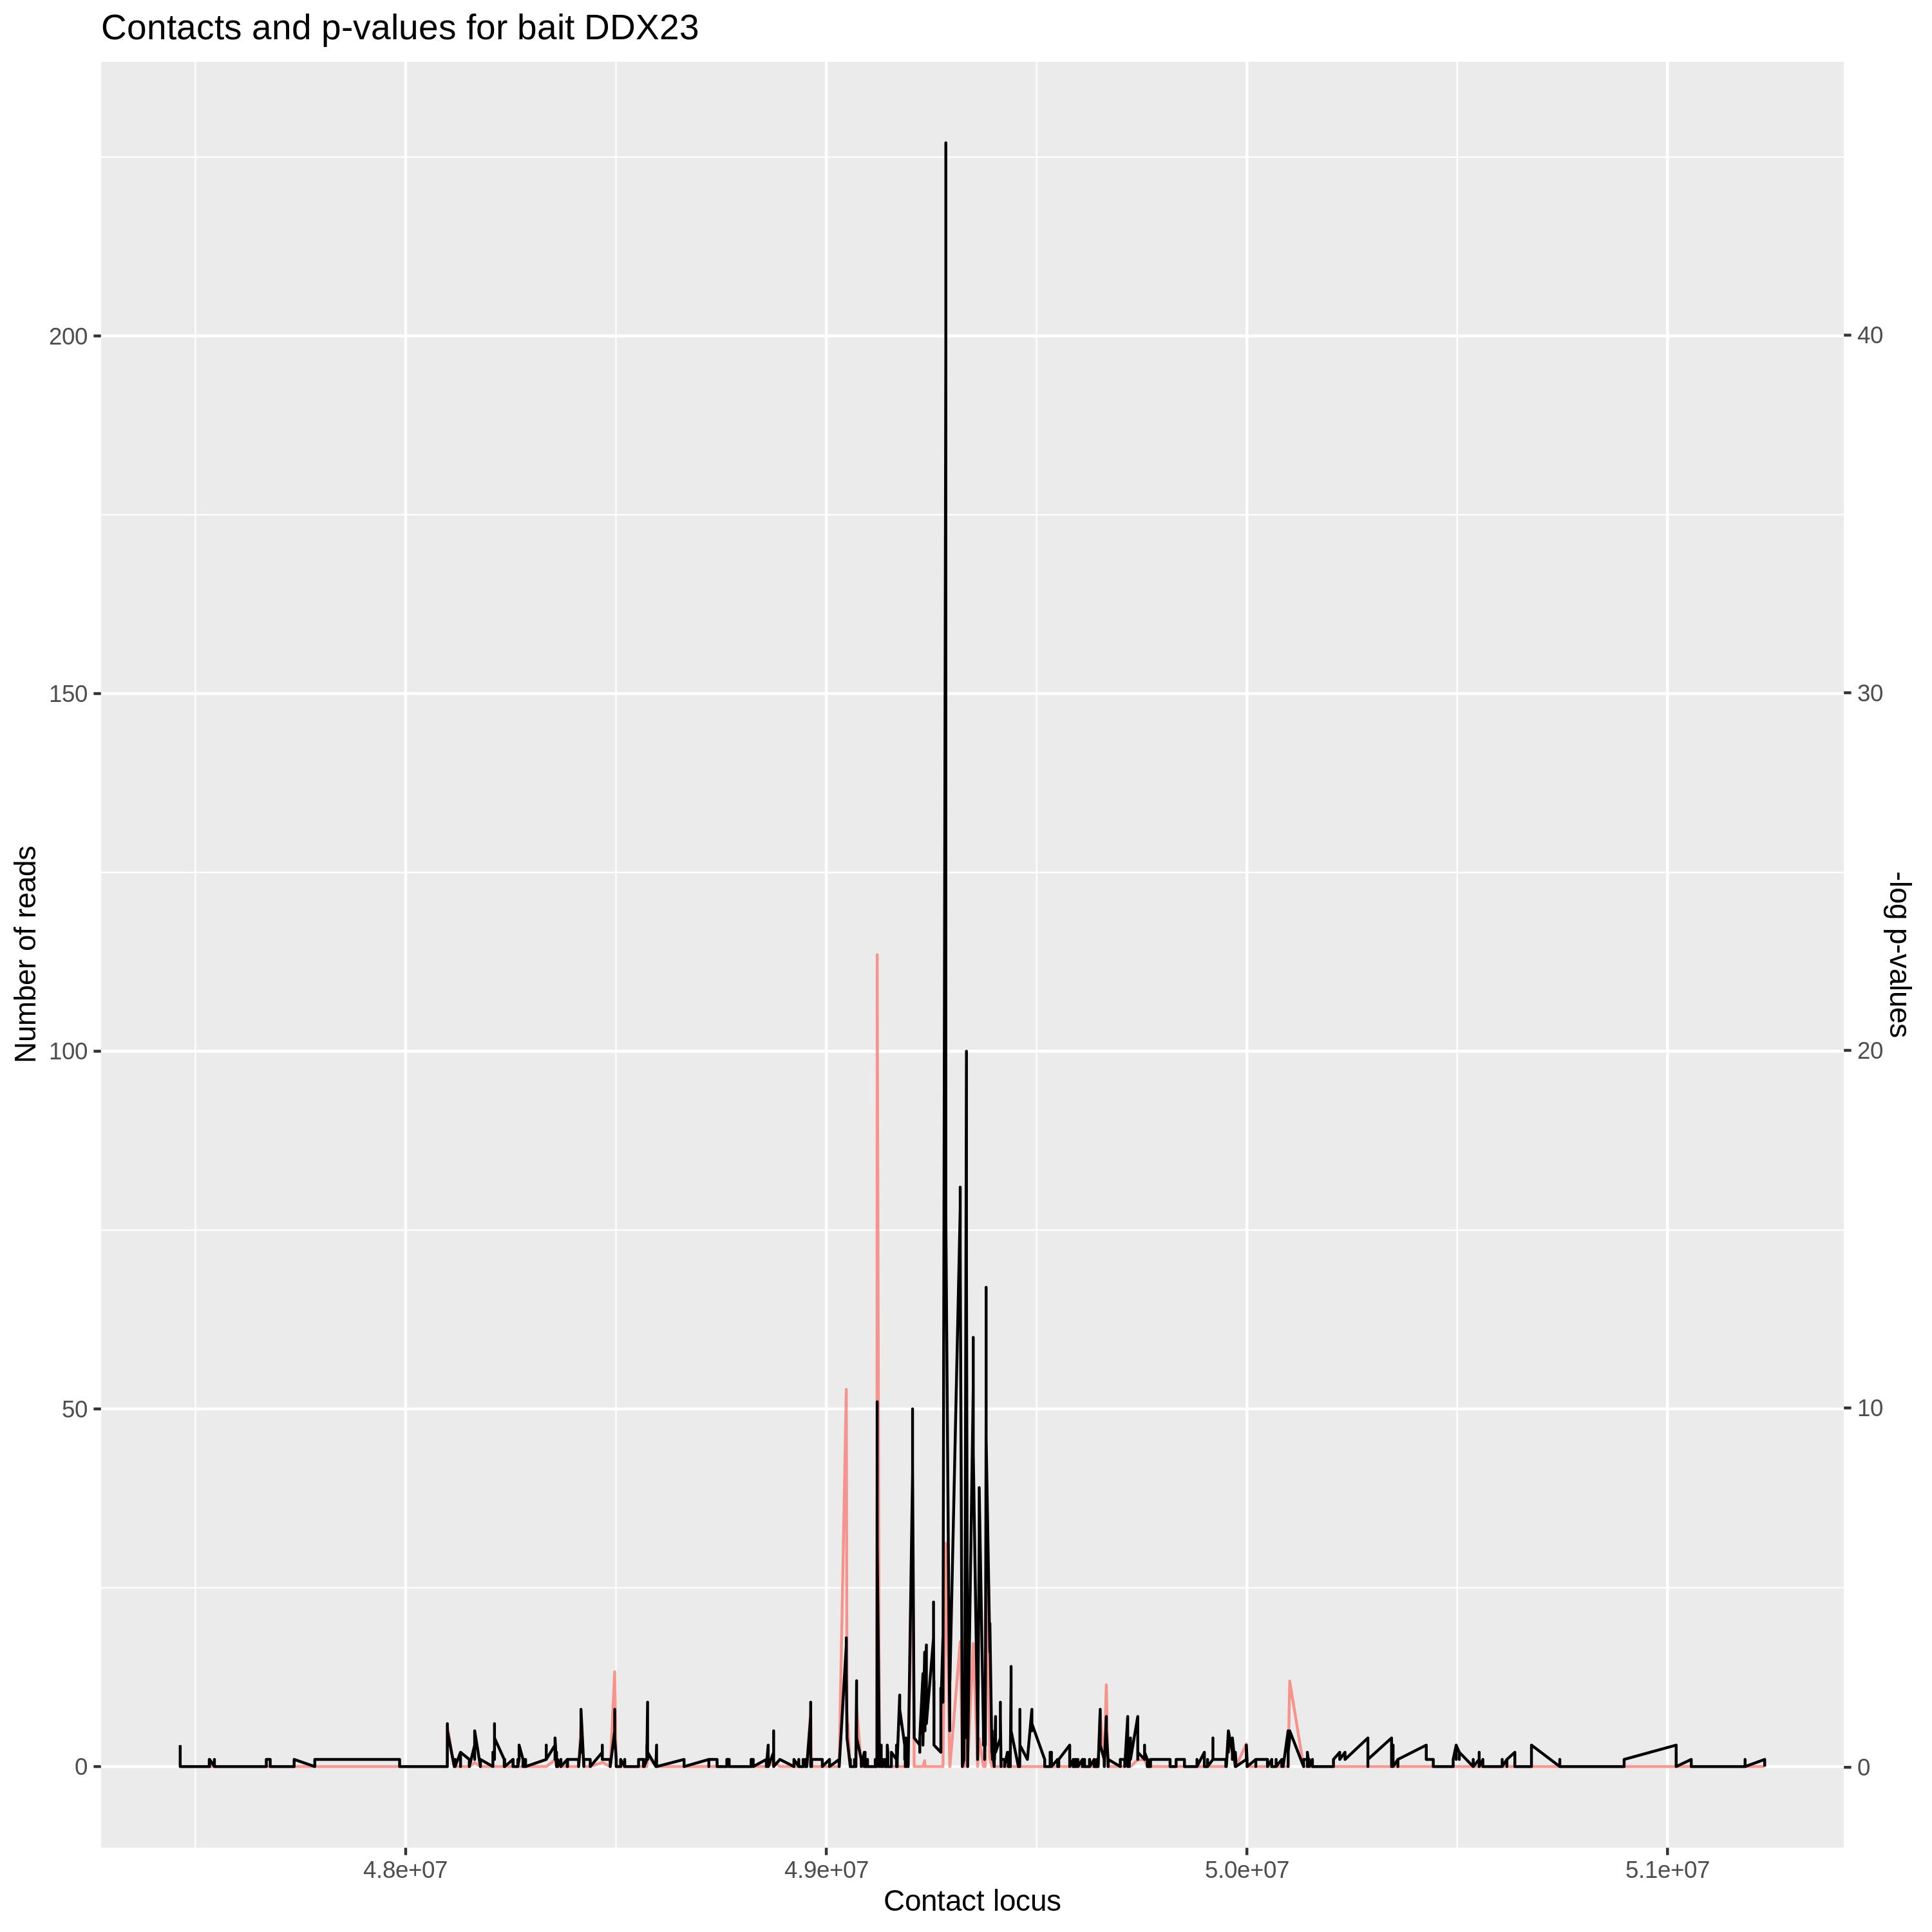 Contacts and p-values for bait DDX23
Number of reads
200
150
100
50
0
40
30
20
10
0
-log p-values
4.8e+07 4.9e+07 5.0e+07 5.1e+07
Contact locus